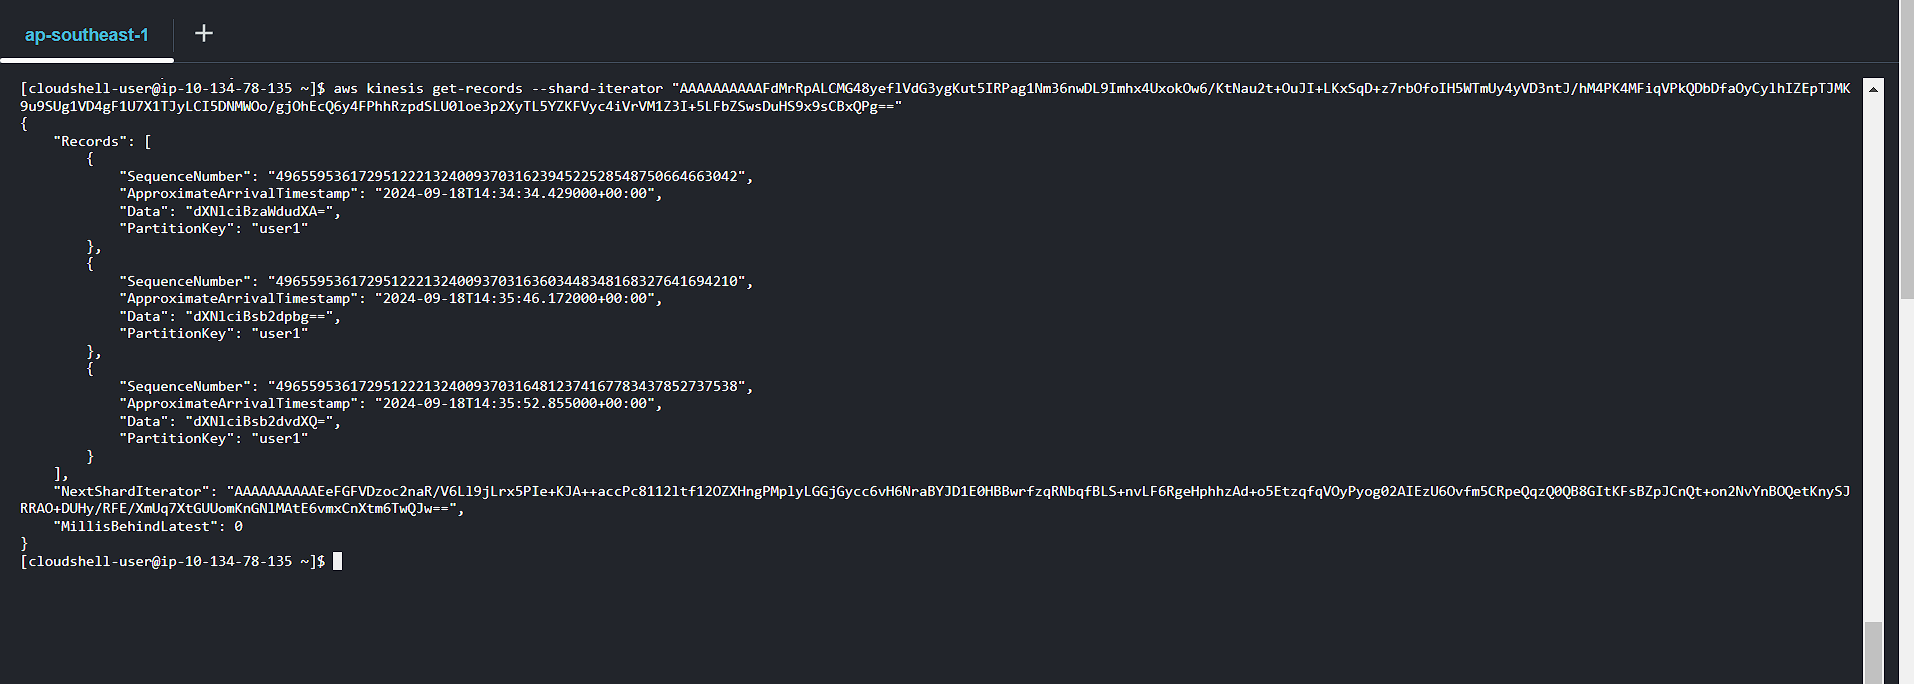 ap-southeast-1 +
[cloudshell-user@ip-10-134-78-135 ~]$ aws kinesis get-records --shard-iterator "AAAAAAAAAAFdMrRpALCMG48yeflVdG3ygKut5IRPag1Nm36nwDL9Imhx4UxokOw6/KtNau2t+OuJI+LKxSqD+z7rbOfoIH5WTmUy4yVD3ntJ/hM4PK4MFiqVPkQDbDfaOyCylhIZEpTJMK
9u9SUg1VD4gF1U7X1TJyLCI5DNMWOo/gjOhEcQ6y4FPhhRzpdSLU0loe3p2XyTL5YZKFVyc4iVrVM1Z3I+5LFbZSwsDuHS9x9sCBxQPg=="
{
    "Records": [
        {
            "SequenceNumber": "49655953617295122213240093703162394522528548750664663042",
            "ApproximateArrivalTimestamp": "2024-09-18T14:34:34.429000+00:00",
            "Data": "dXNlciBzaWdudXA=",
            "PartitionKey": "user1"
        },
        {
            "SequenceNumber": "49655953617295122213240093703163603448348168327641694210",
            "ApproximateArrivalTimestamp": "2024-09-18T14:35:46.172000+00:00",
            "Data": "dXNlciBsb2dpbg==",
            "PartitionKey": "user1"
        },
        {
            "SequenceNumber": "49655953617295122213240093703164812374167783437852737538",
            "ApproximateArrivalTimestamp": "2024-09-18T14:35:52.855000+00:00",
            "Data": "dXNlciBsb2dvdXQ=",
            "PartitionKey": "user1"
        }
    ],
    "NextShardIterator": "AAAAAAAAAAEeFGFVDzoc2naR/V6Ll9jLrx5PIe+KJA++accPc8112ltf12OZXHngPMplyLGGjGycc6vH6NraBYJD1E0HBBwrfzqRNbqfBLS+nvLF6RgeHphhzAd+o5EtzqfqVOyPyog02AIEzU6Ovfm5CRpeQqzQ0QB8GItKFsBZpJCnQt+on2NvYnBOQetKnySJ
RRAO+DUHy/RFE/XmUq7XtGUUomKnGNlMAtE6vmxCnXtm6TwQJw==",
    "MillisBehindLatest": 0
}
[cloudshell-user@ip-10-134-78-135 ~]$